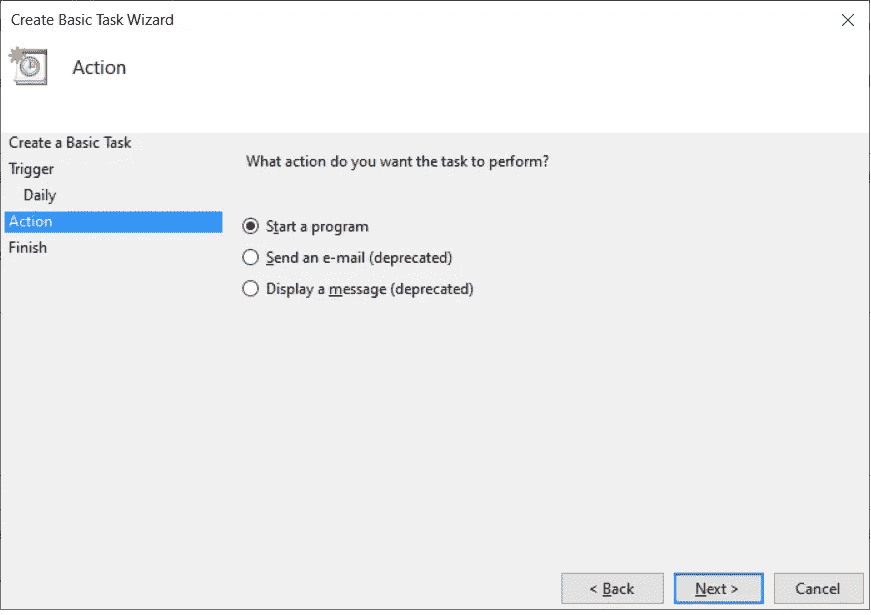 Create Basic Task Wizard
Action
Create a Basic Task
Trigger
Daily
Action
Finish
What action do you want the task to perform?
Start a program
Send an e-mail (deprecated)
Display a message (deprecated)
< Back
Next >
Cancel